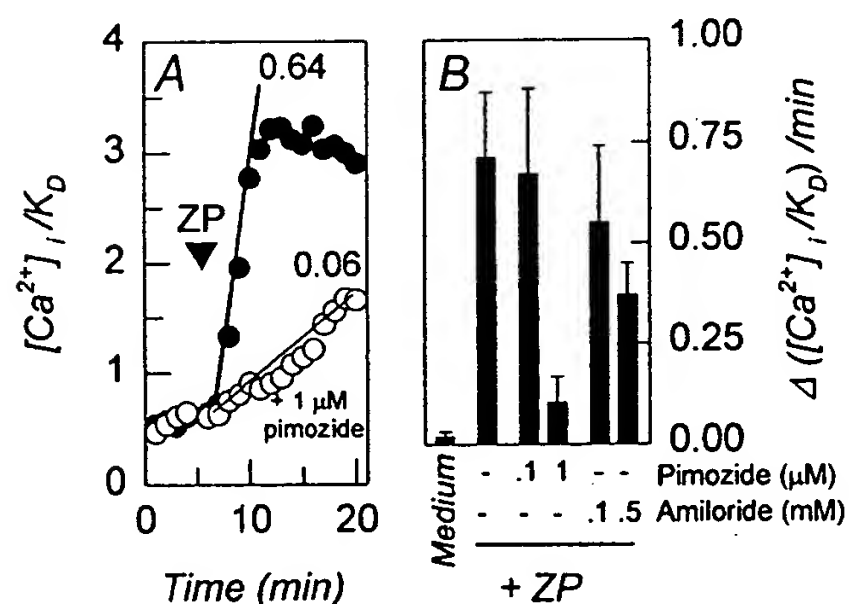 A
B
4
3
2
1
0
0
10
20
[Ca²⁺] i /K_D
Time (min)
0.64
ZP
0.06
+ 1 μM
pimozide
1.00
0.75
0.50
0.25
0.00
Δ ([Ca²⁺] i /K_D) /min
Medium
- .1 1 - - Pimozide (μM)
- - - .1 .5 Amiloride (mM)
+ ZP